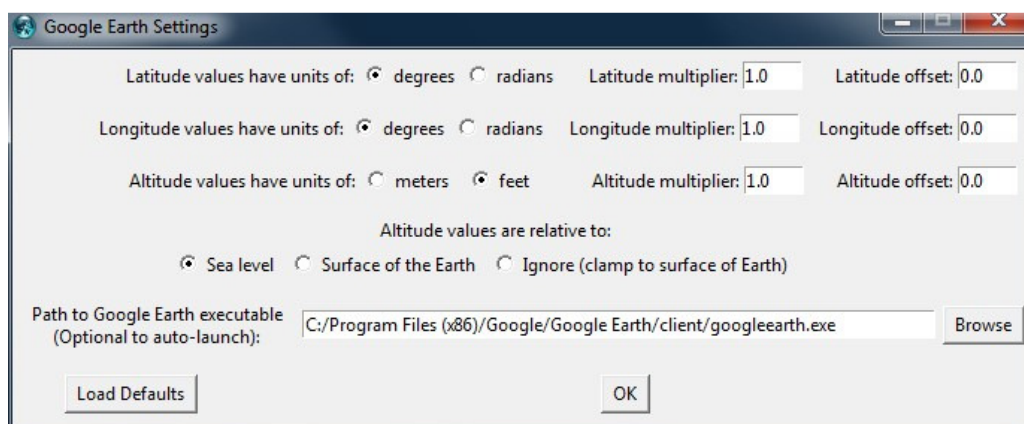 Google Earth Settings
Latitude values have units of: degrees radians Latitude multiplier: 1.0 Latitude offset: 0.0
Longitude values have units of: degrees radians Longitude multiplier: 1.0 Longitude offset: 0.0
Altitude values have units of: meters feet Altitude multiplier: 1.0 Altitude offset: 0.0
Altitude values are relative to:
Sea level Surface of the Earth Ignore (clamp to surface of Earth)
Path to Google Earth executable
(Optional to auto-launch):
C:/Program Files (x86)/Google/Google Earth/client/googleearth.exe Browse
Load Defaults OK